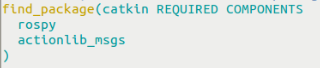 find_package(catkin REQUIRED COMPONENTS
  rospy
  actionlib_msgs
)